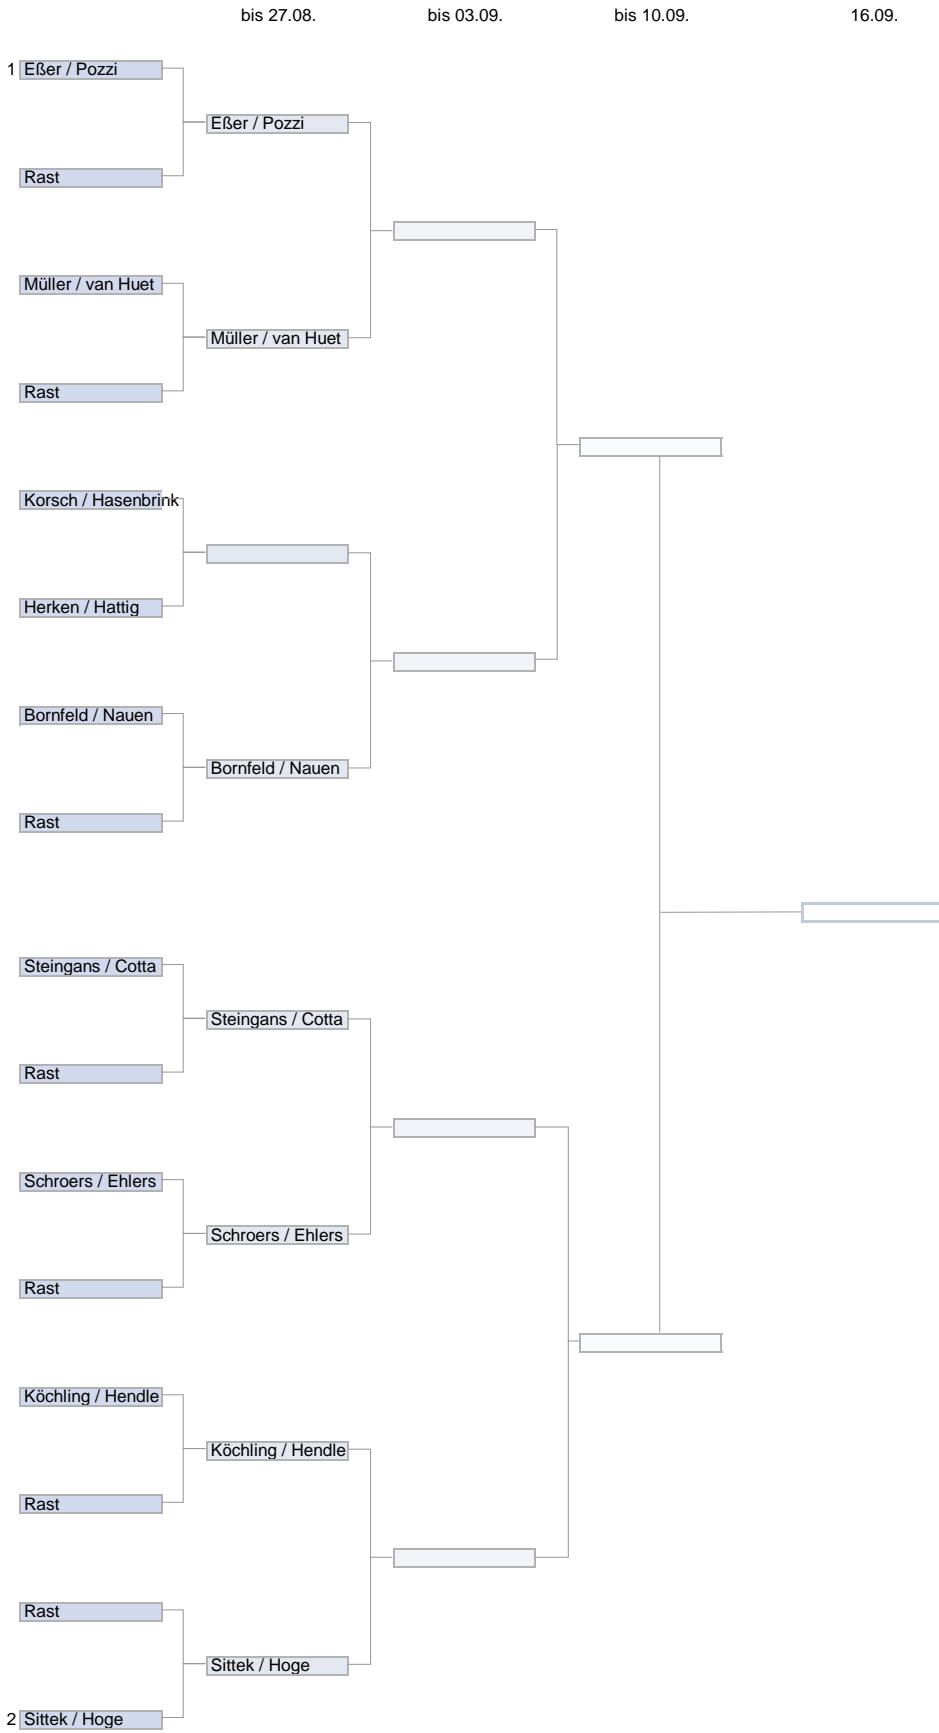 bis 27.08. bis 03.09. bis 10.09. 16.09.
1 Eßer / Pozzi
Eßer / Pozzi
Rast
Müller / van Huet
Müller / van Huet
Rast
Korsch / Hasenbrink
Herken / Hattig
Bornfeld / Nauen
Bornfeld / Nauen
Rast
Steingans / Cotta
Steingans / Cotta
Rast
Schroers / Ehlers
Schroers / Ehlers
Rast
Köchling / Hendle
Köchling / Hendle
Rast
Rast
Sittek / Hoge
2 Sittek / Hoge